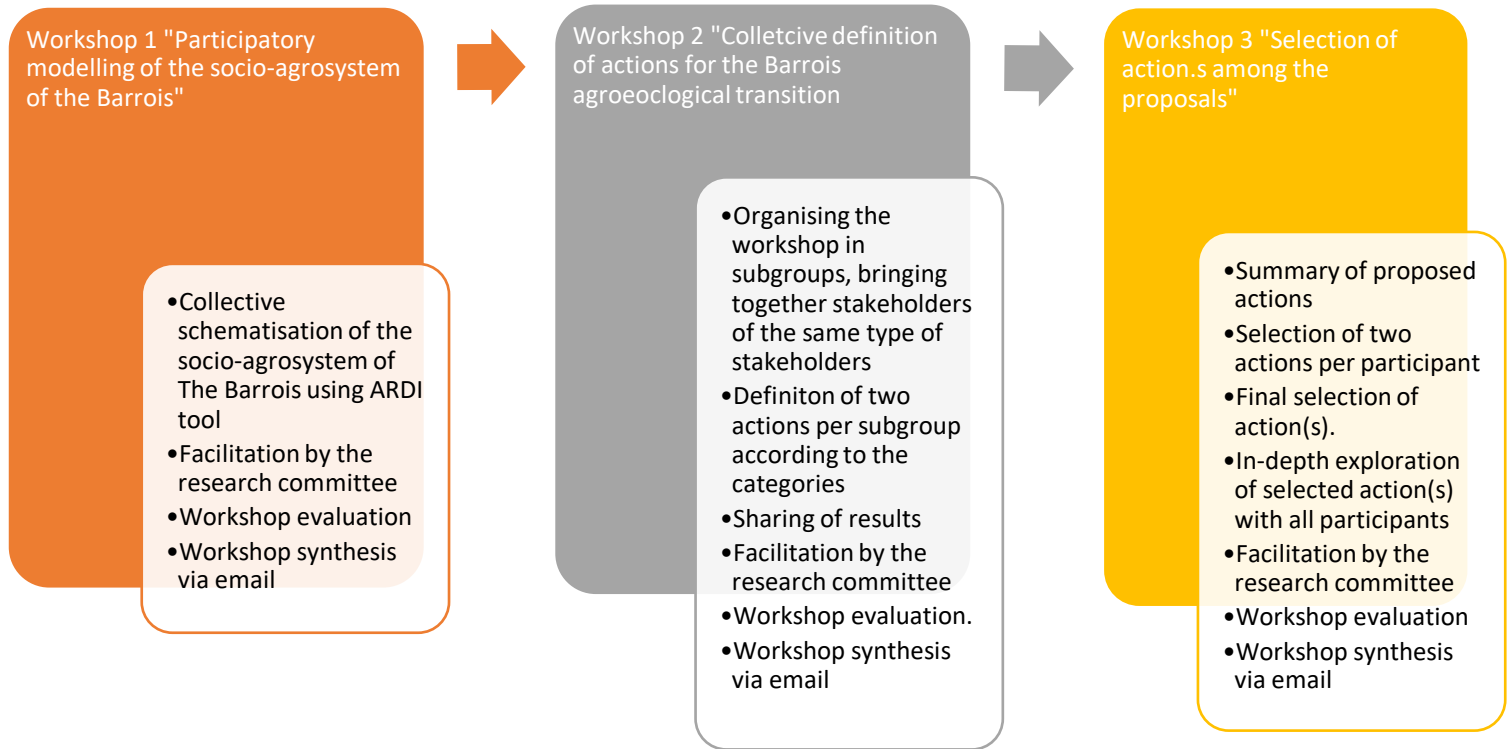 Workshop 1 "Participatory
modelling of the socio-agrosystem
of the Barrois"
•Collective
schematisation of the
socio-agrosystem of
The Barrois using ARDI
tool
•Facilitation by the
research committee
•Workshop evaluation
•Workshop synthesis
via email
Workshop 2 "Colletcive definition
of actions for the Barrois
agroeoclogical transition
•Organising the
workshop in
subgroups, bringing
together stakeholders
of the same type of
stakeholders
•Definiton of two
actions per subgroup
according to the
categories
•Sharing of results
•Facilitation by the
research committee
•Workshop evaluation.
•Workshop synthesis
via email
Workshop 3 "Selection of
action.s among the
proposals"
•Summary of proposed
actions
•Selection of two
actions per participant
•Final selection of
action(s).
•In-depth exploration
of selected action(s)
with all participants
•Facilitation by the
research committee
•Workshop evaluation
•Workshop synthesis
via email